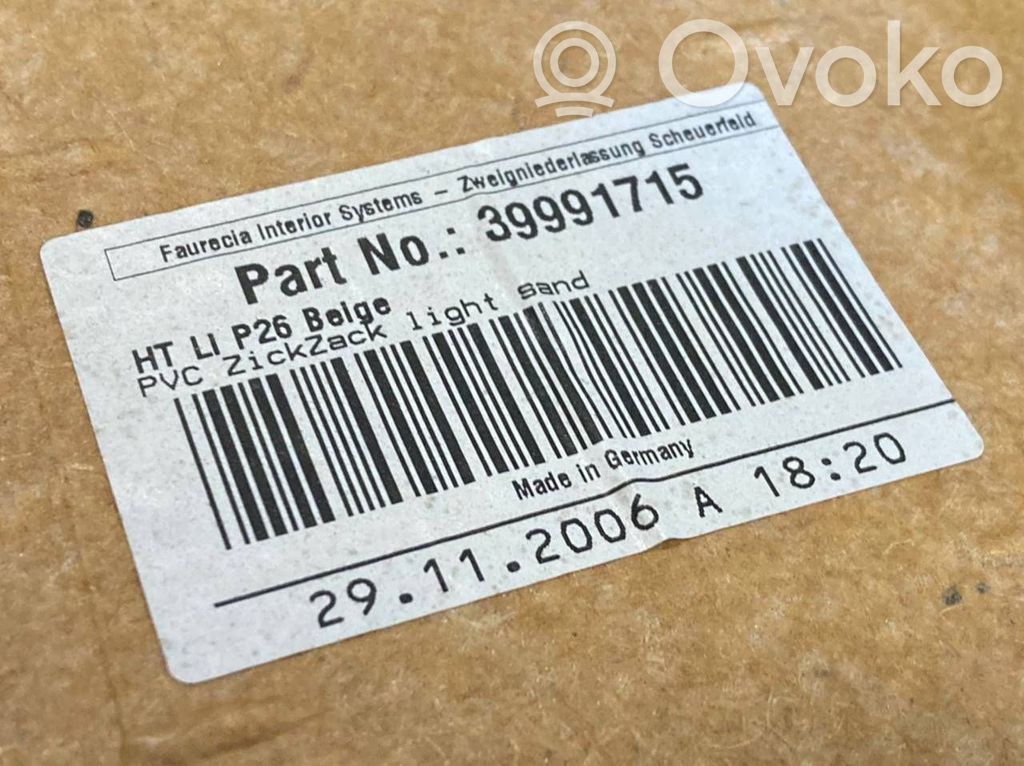 Ovoko
Faurecia Interior Systems - Zweigniederlassung Scheuerfeld
Part No.: 39991715
HT LI P26 Beige
PVC ZickZack light sand
Made in Germany
29.11.2006 A 18:20